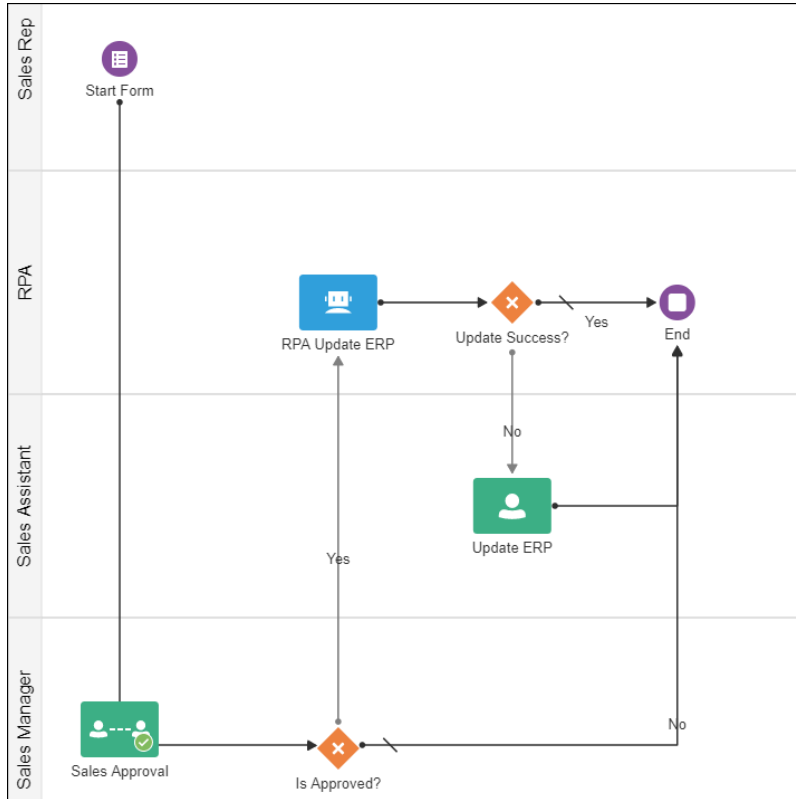 Sales Rep
Start Form
RPA
RPA Update ERP
Update Success?
Yes
End
No
Sales Assistant
Update ERP
Yes
Sales Manager
Sales Approval
Is Approved?
No